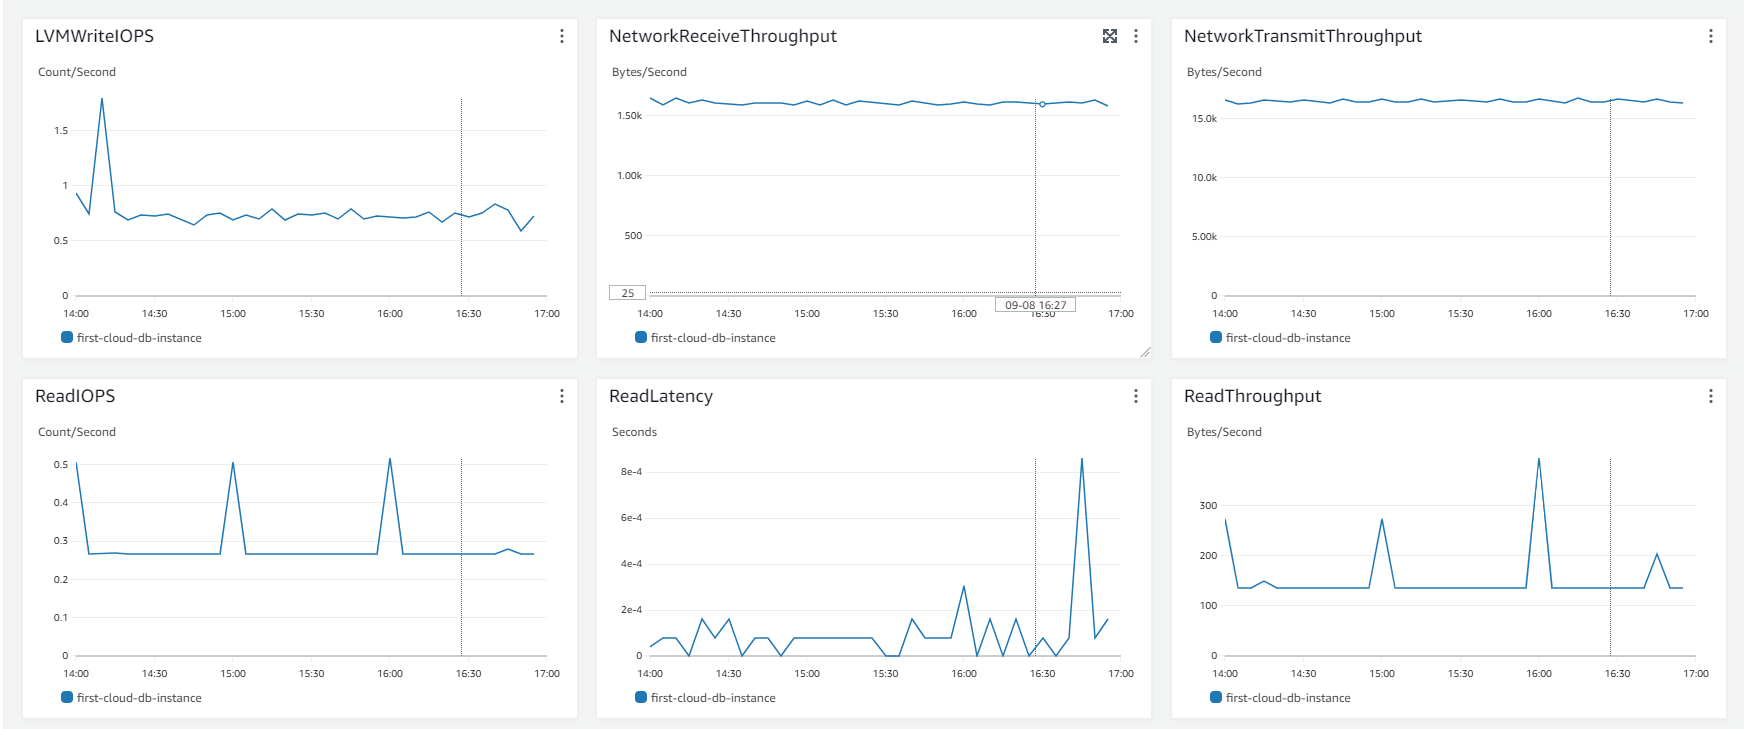 LVMWriteIOPS
Count/Second
1.5
1
0.5
0
14:00 14:30 15:00 15:30 16:00 16:30 17:00
first-cloud-db-instance
NetworkReceiveThroughput
Bytes/Second
1.50k
1.00k
500
25
09-08 16:27
14:00 14:30 15:00 15:30 16:00 16:30 17:00
first-cloud-db-instance
NetworkTransmitThroughput
Bytes/Second
15.0k
10.0k
5.00k
0
14:00 14:30 15:00 15:30 16:00 16:30 17:00
first-cloud-db-instance
ReadIOPS
Count/Second
0.5
0.4
0.3
0.2
0.1
0
14:00 14:30 15:00 15:30 16:00 16:30 17:00
first-cloud-db-instance
ReadLatency
Seconds
8e-4
6e-4
4e-4
2e-4
0
14:00 14:30 15:00 15:30 16:00 16:30 17:00
first-cloud-db-instance
ReadThroughput
Bytes/Second
300
200
100
0
14:00 14:30 15:00 15:30 16:00 16:30 17:00
first-cloud-db-instance